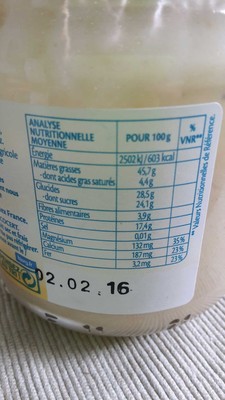 ANALYSE
NUTRITIONNELLE
MOYENNE
POUR 100g
%
VNR**
Energie 2502 kJ/603 kcal
Matières grasses 45,7g
-dont acides gras saturés 4,4g
Glucides 28,5g
-dont sucres 24,1g
Fibres alimentaires 3,9g
Protéines 17,4g
Sel 0,01g
Magnésium 132mg 35%
Calcium 187mg 23%
Fer 3,2mg 23%
**Valeurs Nutritionnelles de Référence
02.02.16